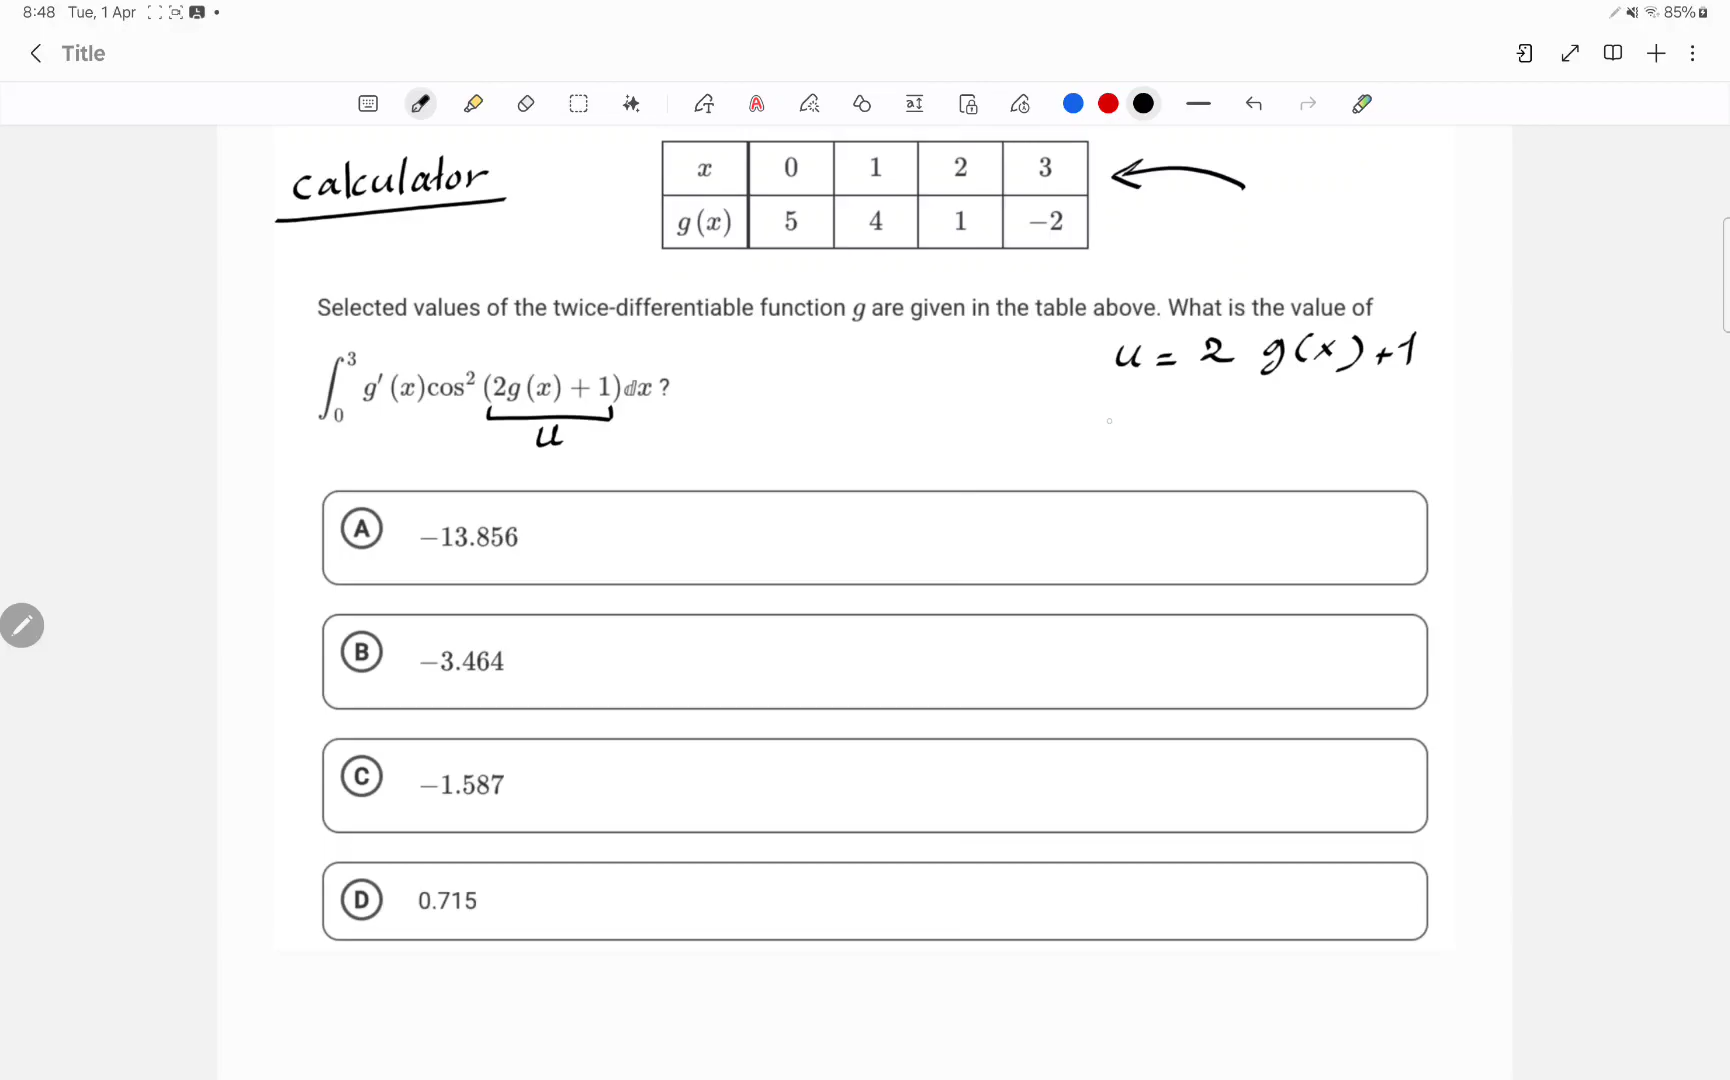 8:48 Tue, 1 Apr
85%
Title
calculator
x 0 1 2 3
g(x) 5 4 1 −2
Selected values of the twice-differentiable function g are given in the table above. What is the value of
u = 2 g(x)+1
∫₀³ g′(x)cos²(2g(x)+1)dx ?
u
A −13.856
B −3.464
C −1.587
D 0.715